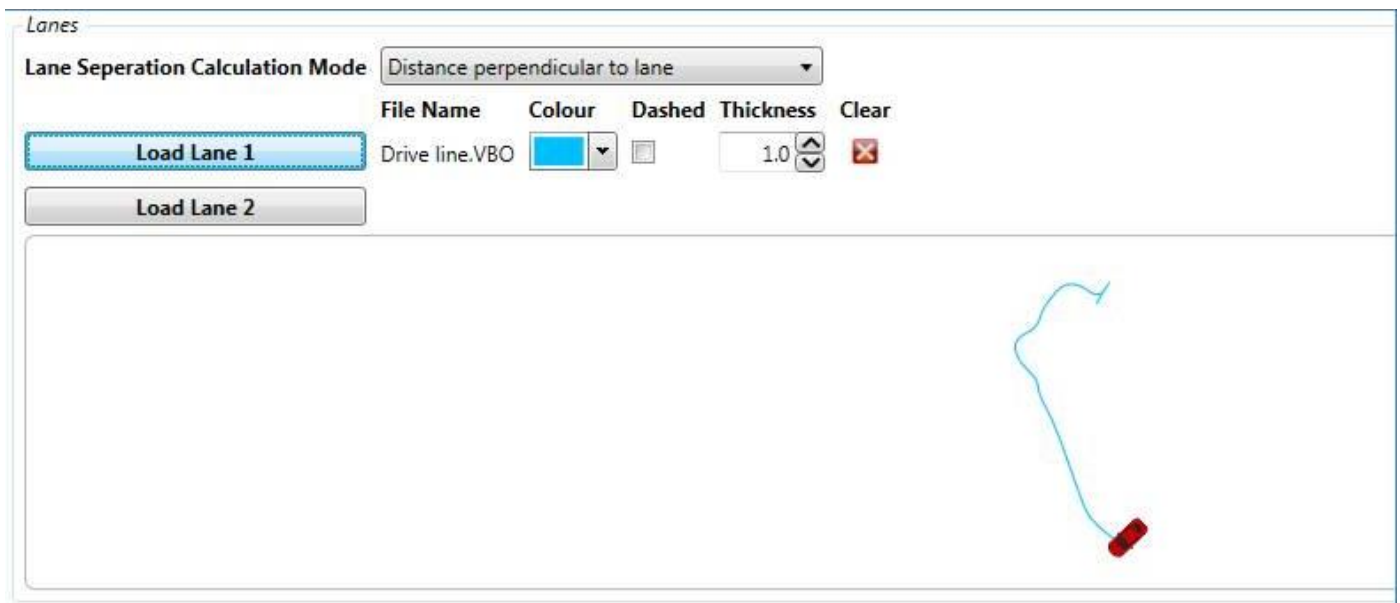 Lanes
Lane Seperation Calculation Mode Distance perpendicular to lane
File Name Colour Dashed Thickness Clear
Load Lane 1 Drive line.VBO 1.0
Load Lane 2